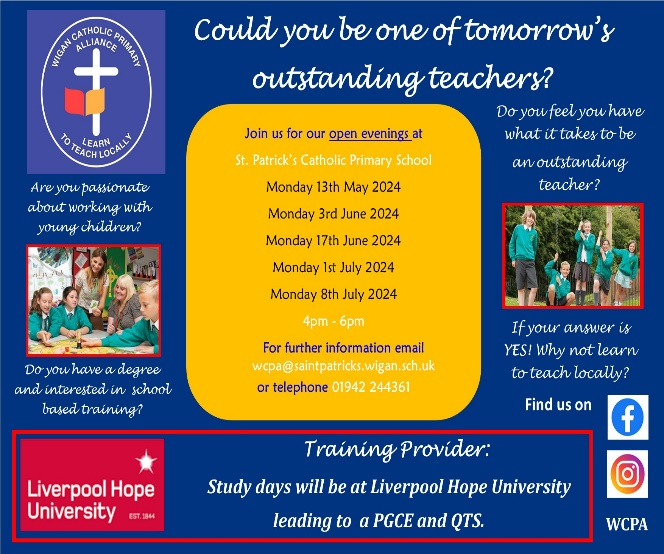 WIGAN CATHOLIC PRIMARY
ALLIANCE
LEARN
TO TEACH LOCALLY
Could you be one of tomorrow's
outstanding teachers?
Are you passionate
about working with
young children?
Do you have a degree
and interested in school
based training?
Join us for our open evenings at
St. Patrick's Catholic Primary School
Monday 13th May 2024
Monday 3rd June 2024
Monday 17th June 2024
Monday 1st July 2024
Monday 8th July 2024
4pm - 6pm
For further information email
wcpa@saintpatricks.wigan.sch.uk
or telephone 01942 244361
Do you feel you have
what it takes to be
an outstanding
teacher?
If your answer is
YES! Why not learn
to teach locally?
Find us on
WCPA
Liverpool Hope
University
EST. 1844
Training Provider:
Study days will be at Liverpool Hope University
leading to a PGCE and QTS.